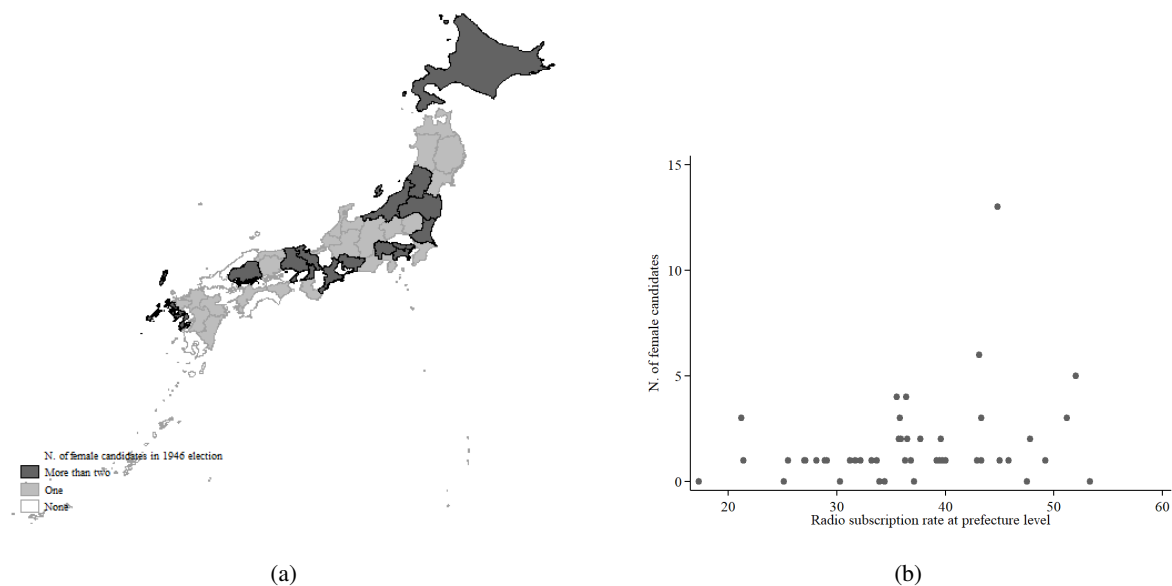 N. of female candidates in 1946 election
More than two
One
None
(a)
N. of female candidates
15
10
5
0
20
30
40
50
60
Radio subscription rate at prefecture level
(b)